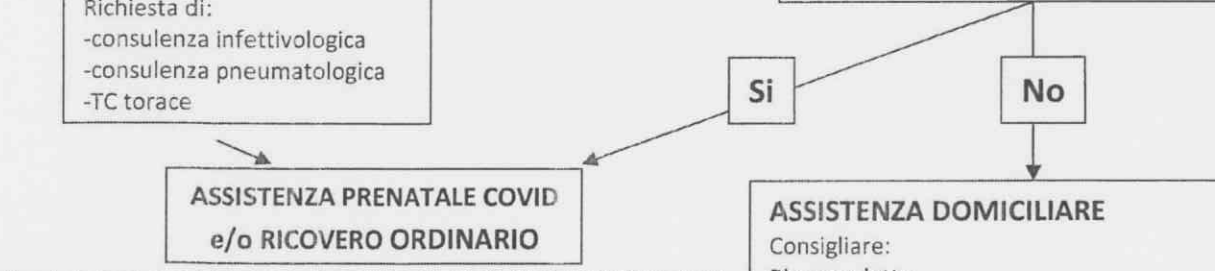 Richiesta di:
-consulenza infettivologica
-consulenza pneumatologica
-TC torace
Si
No
ASSISTENZA PRENATALE COVID
e/o RICOVERO ORDINARIO
ASSISTENZA DOMICILIARE
Consigliare: